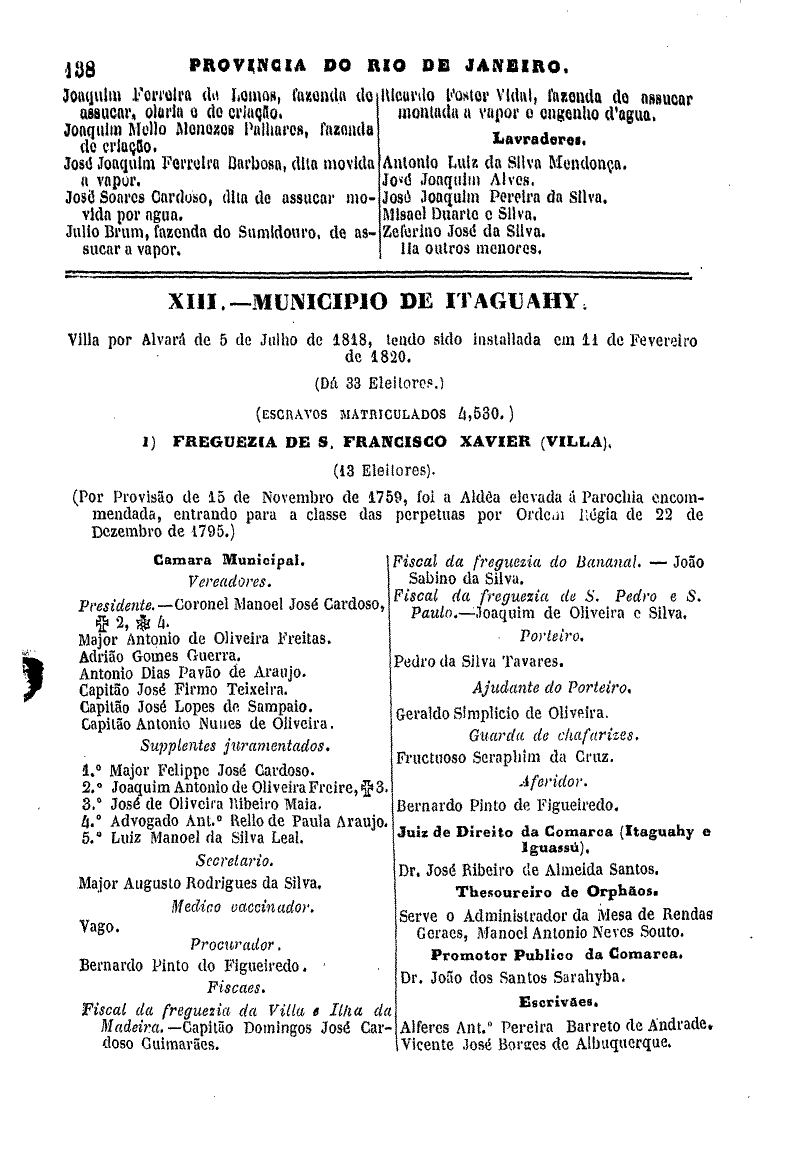 138 PROVINCIA DO RIO DE JANEIRO.
Joaquim Ferreira de Lemos, fazenda de
assucar, olaria e de criação.
Joaquim Mello Menezes Palhares, fazenda
de criação.
José Joaquim Ferreira Barbosa, dita movida
a vapor.
José Soares Cardoso, dita de assucar mo-
vida por agua.
Julio Brum, fazenda do Sumidouro, de as-
sucar a vapor.
Ricardo Foster Vidal, fazenda de assucar
montada a vapor e engenho d'agua.
Lavradores.
Antonio Luiz da Silva Mendonça.
José Joaquim Alves.
José Joaquim Pereira da Silva.
Misael Duarte e Silva.
Zeferino José da Silva.
Ha outros menores.
XIII.—MUNICIPIO DE ITAGUAHY.
Villa por Alvará de 5 de Julho de 1818, tendo sido installada em 11 de Fevereiro
de 1820.
(Dá 33 Eleitores.)
(ESCRAVOS MATRICULADOS 4,530.)
1) FREGUEZIA DE S. FRANCISCO XAVIER (VILLA).
(13 Eleitores).
(Por Provisão de 15 de Novembro de 1759, foi a Aldêa elevada á Parochia encom-
mendada, entrando para a classe das perpetuas por Ordem Régia de 22 de
Dezembro de 1795.)
Camara Municipal.
Vereadores.
Presidente.—Coronel Manoel José Cardoso,
2, 4.
Major Antonio de Oliveira Freitas.
Adrião Gomes Guerra.
Antonio Dias Pavão de Araujo.
Capitão José Firmo Teixeira.
Capitão José Lopes de Sampaio.
Capitão Antonio Nunes de Oliveira.
Supplentes juramentados.
1.º Major Felippe José Cardoso.
2.º Joaquim Antonio de Oliveira Freire, 3.
3.º José de Oliveira Ribeiro Maia.
4.º Advogado Ant.º Rello de Paula Araujo.
5.º Luiz Manoel da Silva Leal.
Secretario.
Major Augusto Rodrigues da Silva.
Medico vaccinador.
Vago.
Procurador.
Bernardo Pinto do Figueiredo.
Fiscaes.
Fiscal da freguezia da Villa e Ilha da
Madeira.—Capitão Domingos José Car-
doso Guimarães.
Fiscal da freguezia do Bananal. — João
Sabino da Silva.
Fiscal da freguezia de S. Pedro e S.
Paulo.—Joaquim de Oliveira e Silva.
Porteiro.
Pedro da Silva Tavares.
Ajudante do Porteiro.
Geraldo Simplicio de Oliveira.
Guarda de chafarizes.
Fructuoso Seraphim da Cruz.
Aferidor.
Bernardo Pinto de Figueiredo.
Juiz de Direito da Comarca (Itaguahy e
Iguassú).
Dr. José Ribeiro de Almeida Santos.
Thesoureiro de Orphãos.
Serve o Administrador da Mesa de Rendas
Geraes, Manoel Antonio Neves Souto.
Promotor Publico da Comarca.
Dr. João dos Santos Sarahyba.
Escrivães.
Alferes Ant.º Pereira Barreto de Andrade.
Vicente José Borges de Albuquerque.